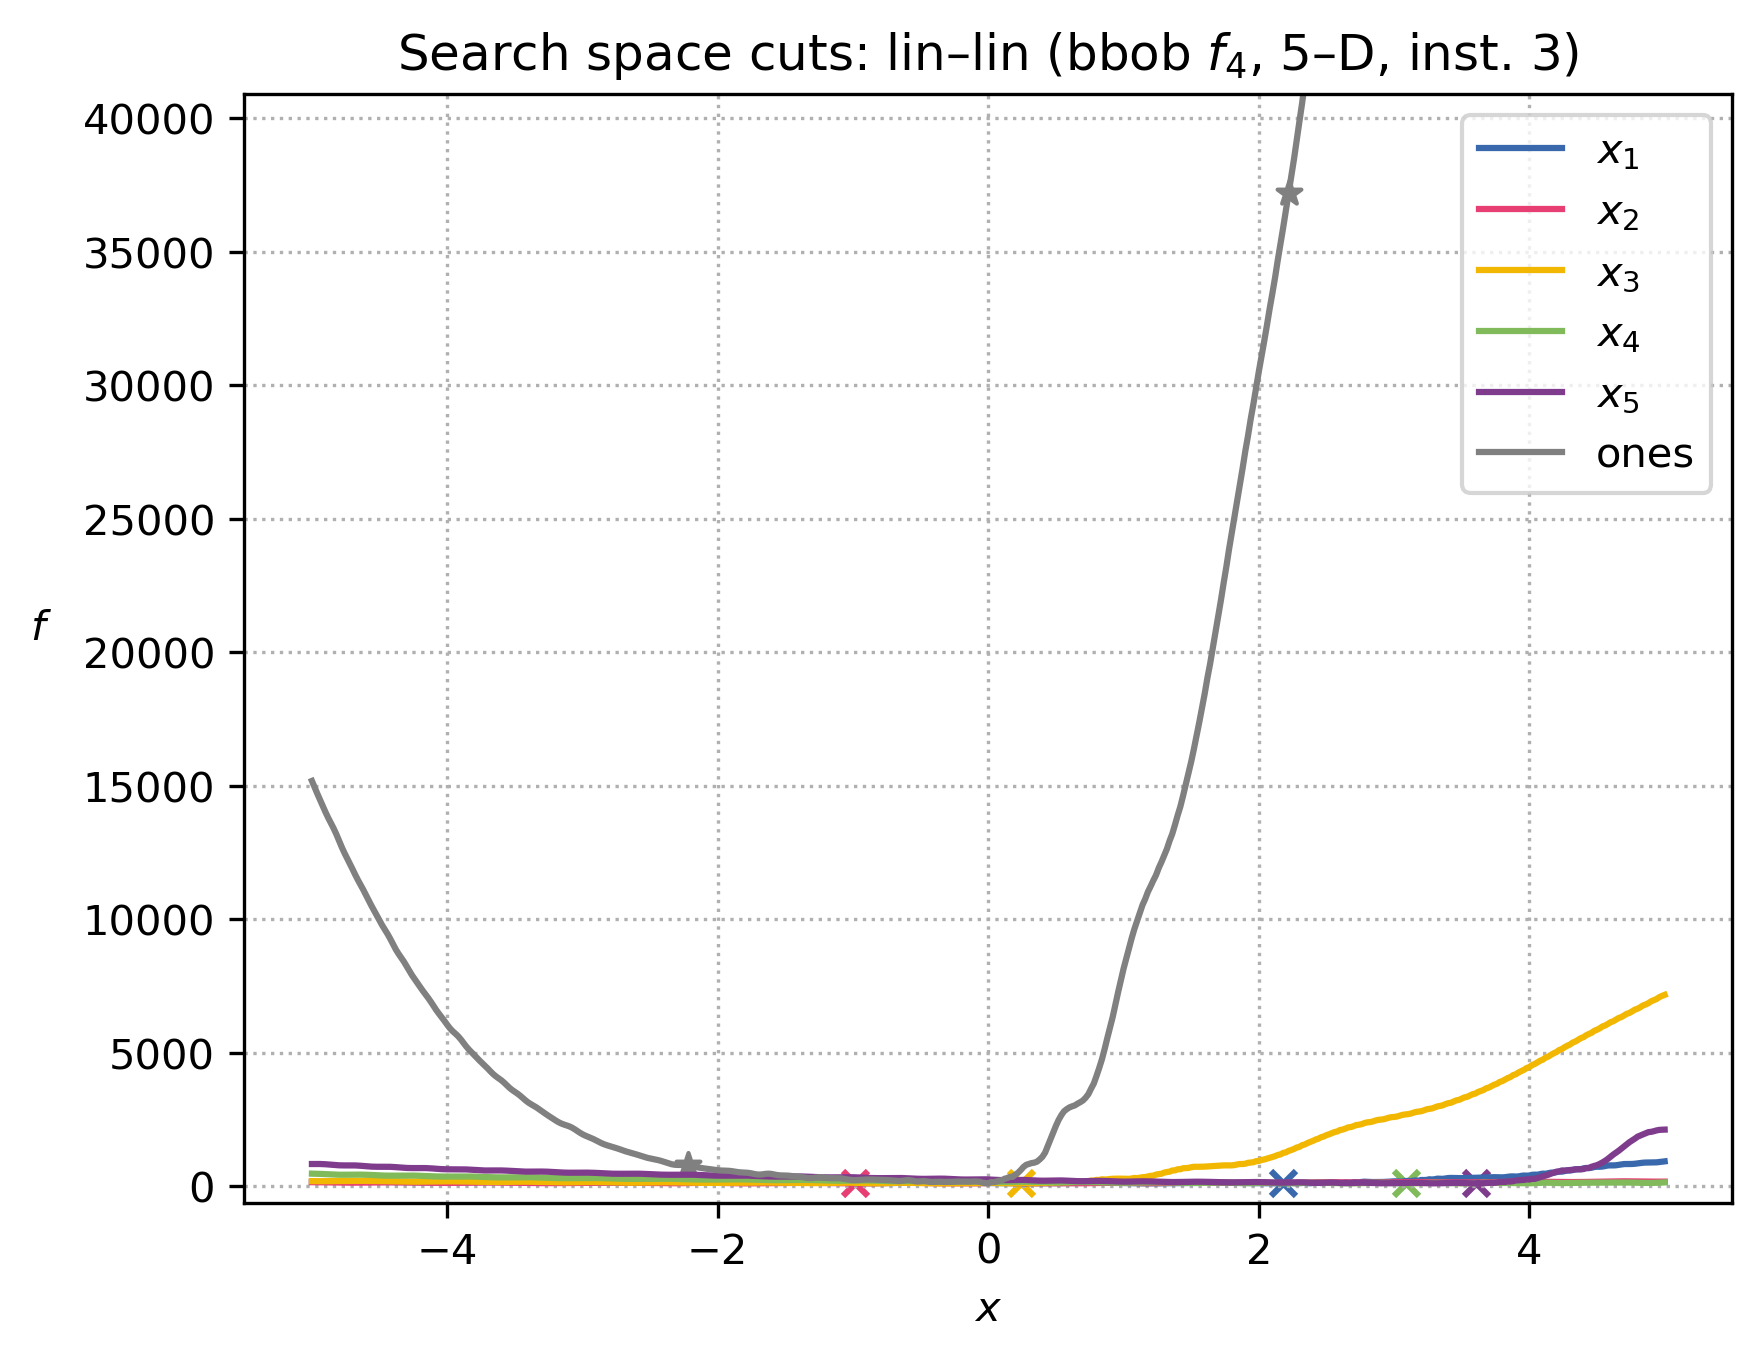 Search space cuts: lin–lin (bbob f₄, 5–D, inst. 3)
40000
35000
30000
25000
20000
15000
10000
5000
0
f
−4
−2
0
2
4
x
x₁
x₂
x₃
x₄
x₅
ones